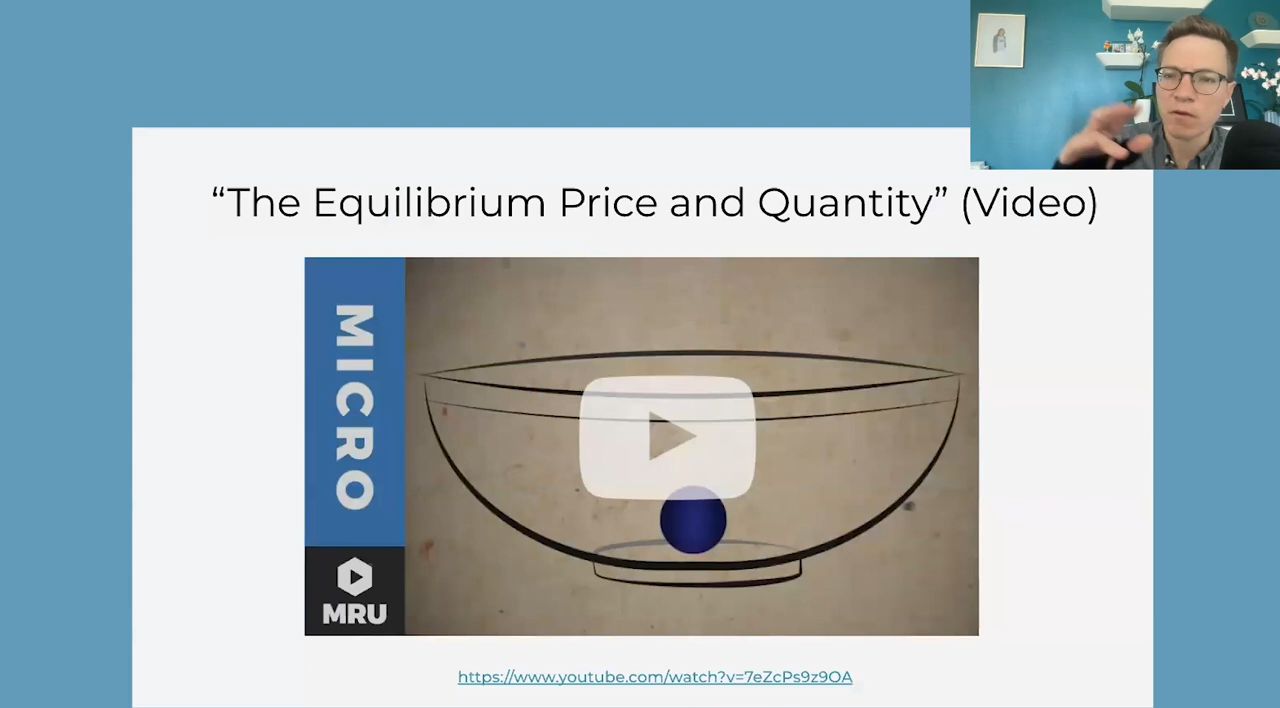 “The Equilibrium Price and Quantity” (Video)
MICRO
MRU
https://www.youtube.com/watch?v=7eZcPs9z9OA